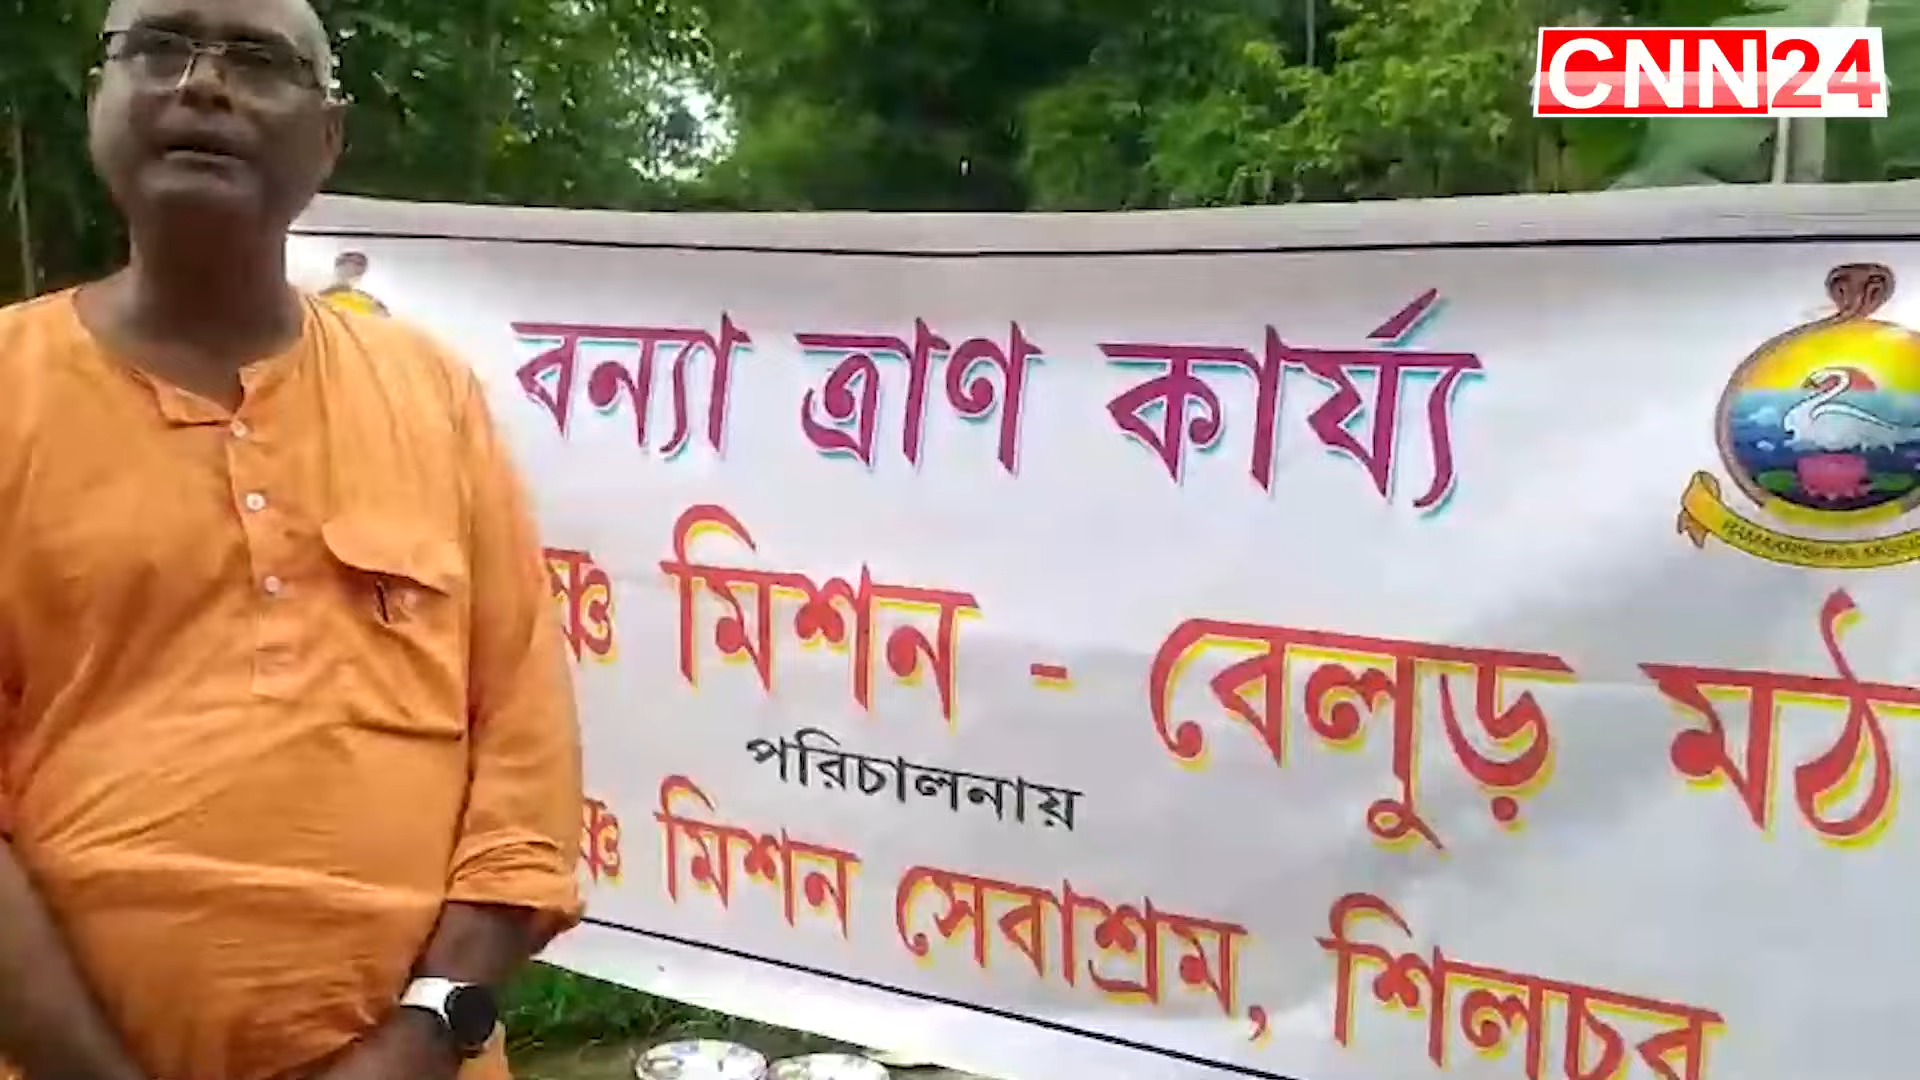 CNN24
বন্যা ত্রাণ কার্য্য
ষ্ণ মিশন - বেলুড় মঠ
পরিচালনায়
ষ্ণ মিশন সেবাশ্রম, শিলচর